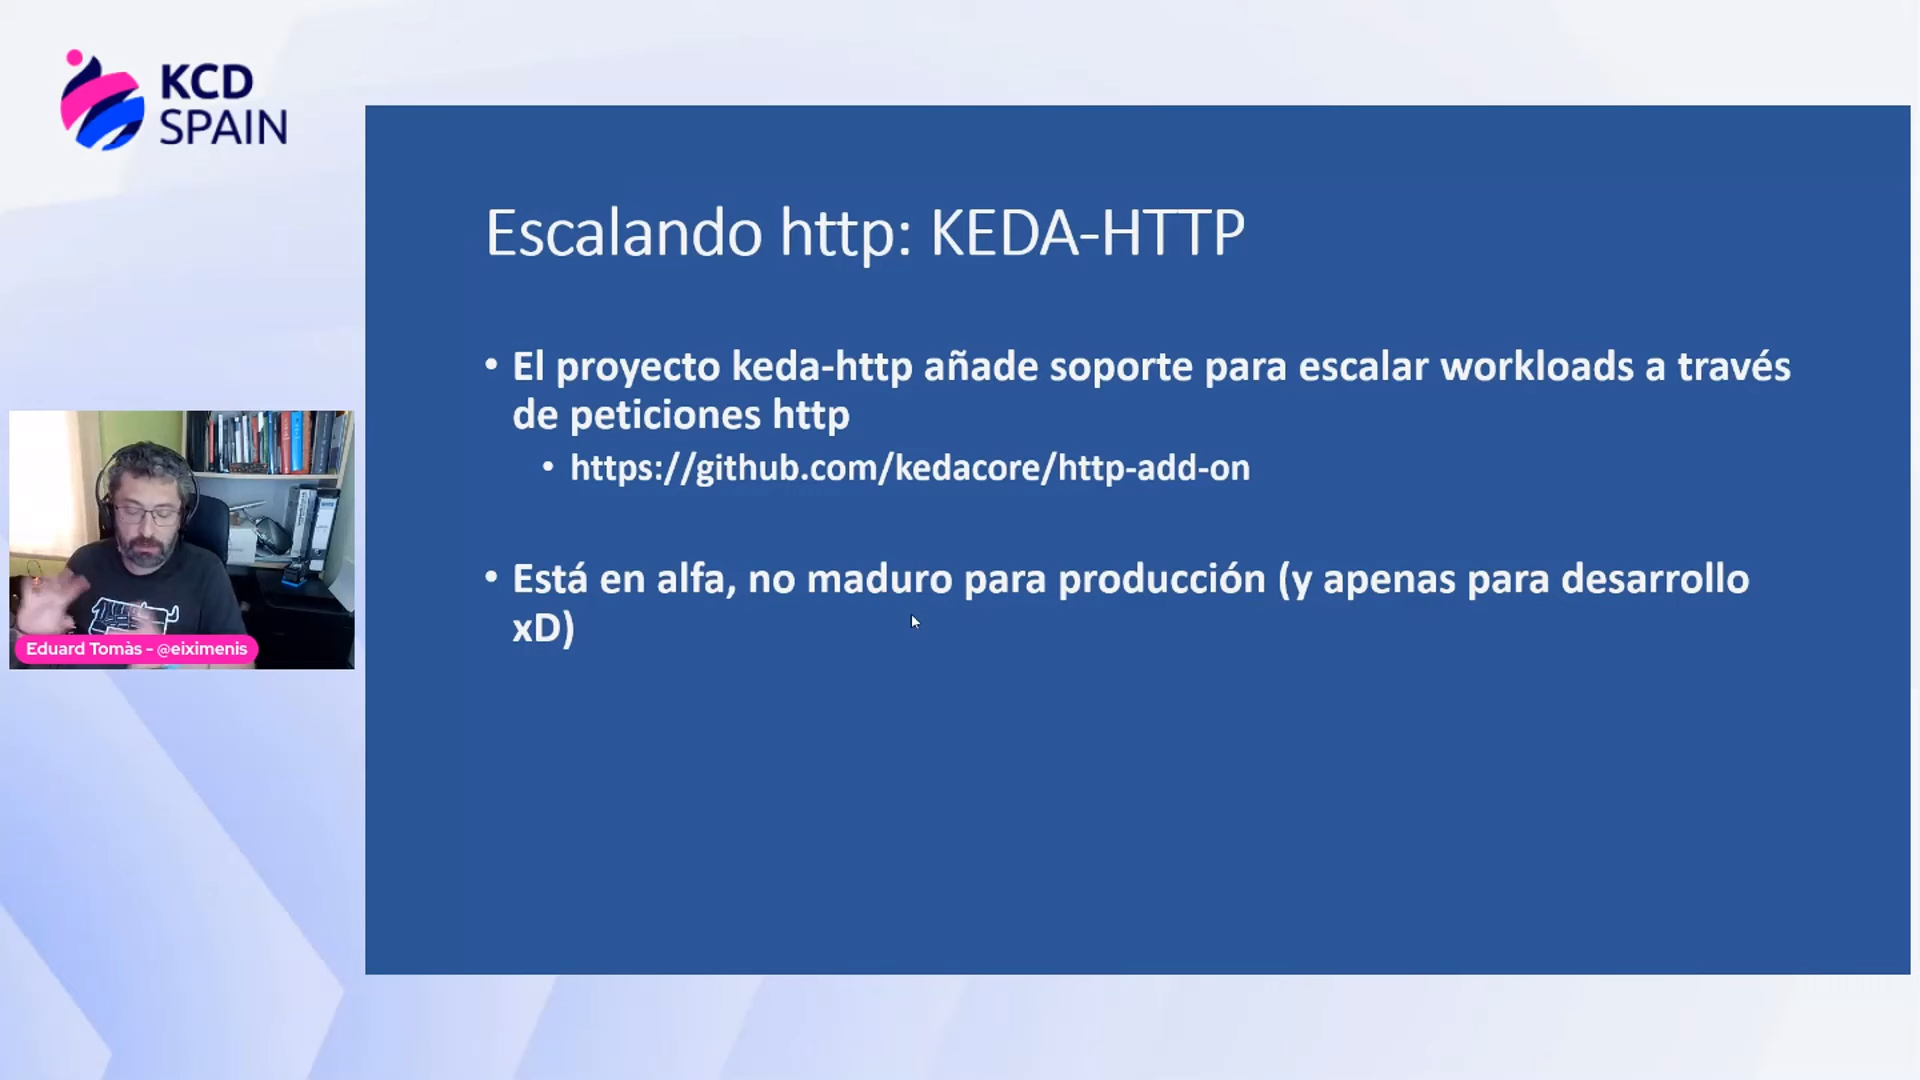 KCD
SPAIN
Escalando http: KEDA-HTTP
• El proyecto keda-http añade soporte para escalar workloads a través
de peticiones http
• https://github.com/kedacore/http-add-on
• Está en alfa, no maduro para producción (y apenas para desarrollo
xD)
Eduard Tomàs - @eiximenis